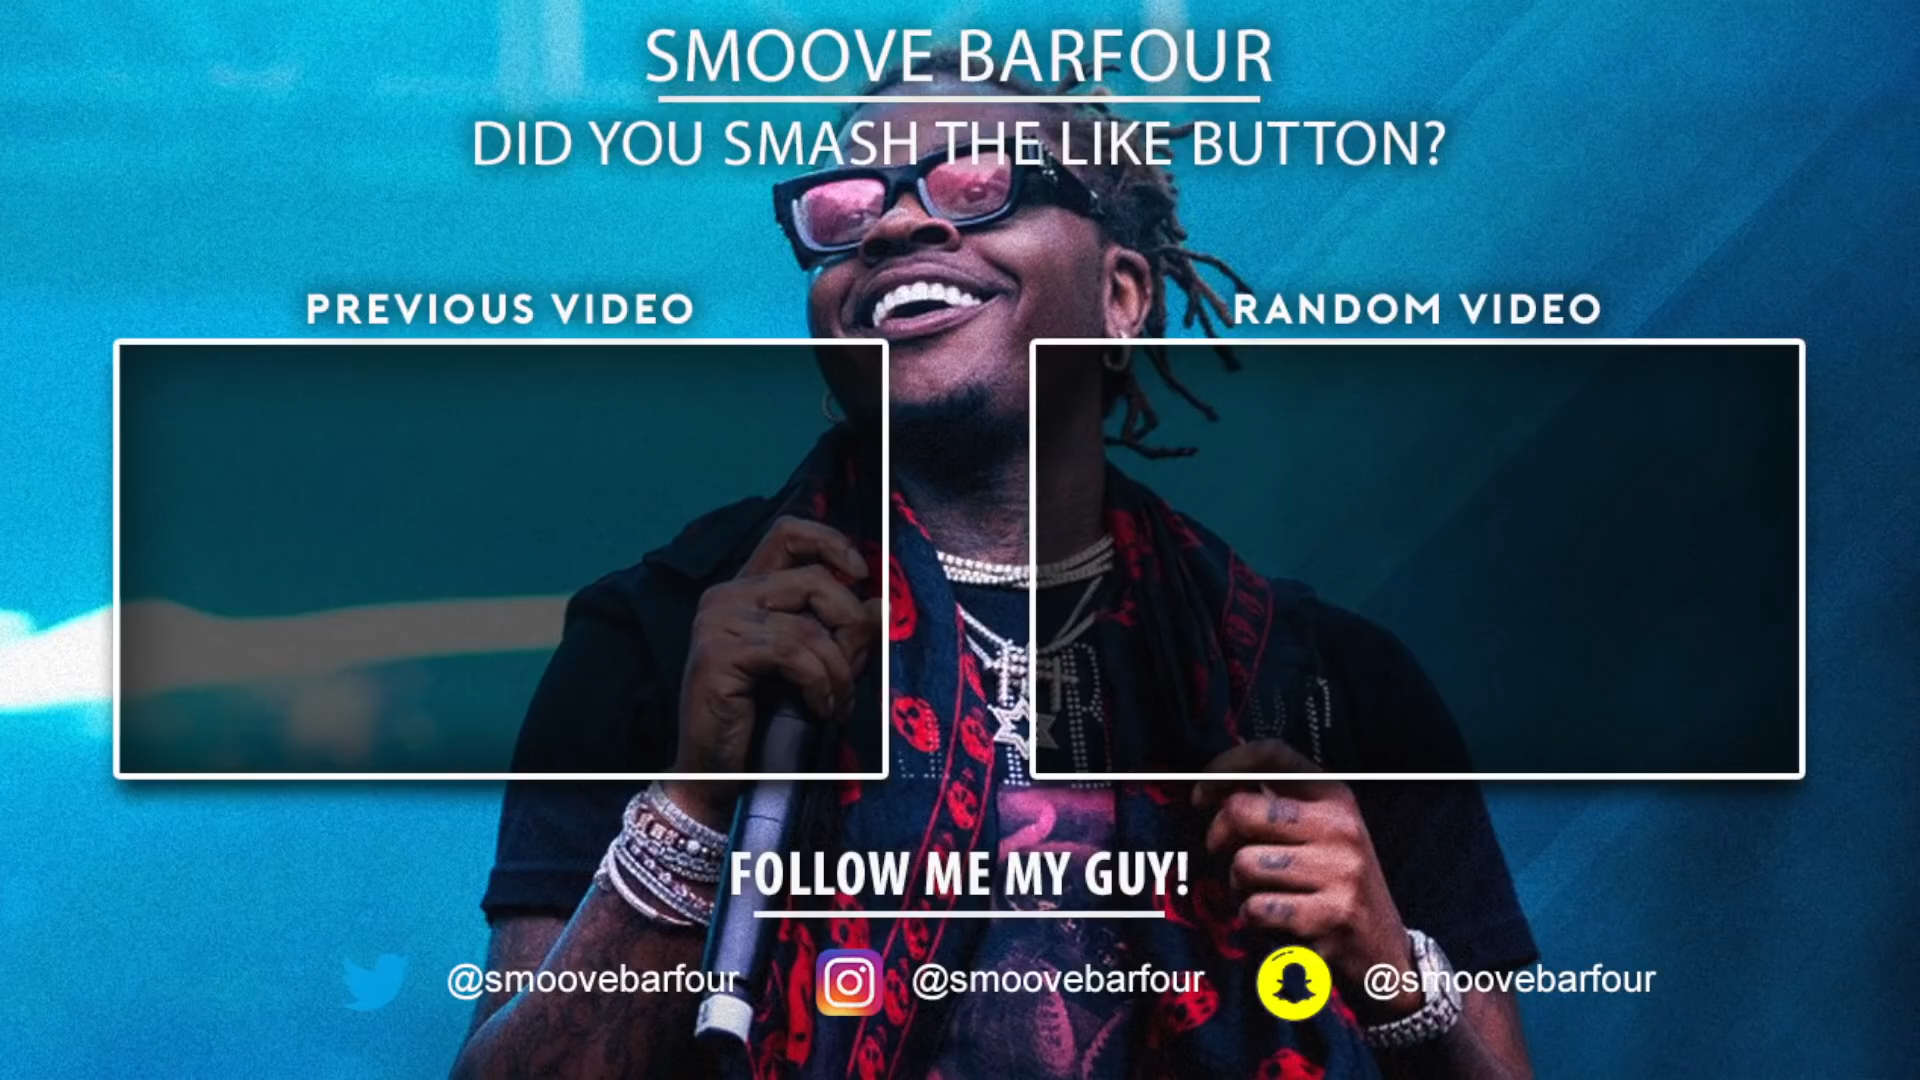 SMOOVE BARFOUR
DID YOU SMASH THE LIKE BUTTON?
PREVIOUS VIDEO
RANDOM VIDEO
FOLLOW ME MY GUY!
@smoovebarfour
@smoovebarfour
@smoovebarfour